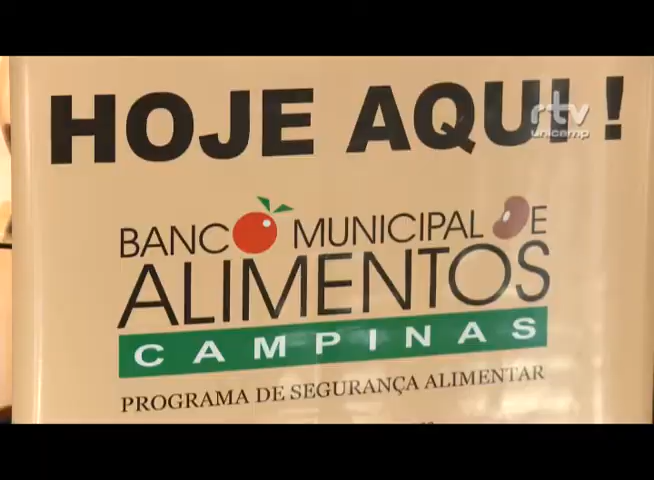 HOJE AQUI!
rtv
unicamp
BANCO MUNICIPAL DE
ALIMENTOS
CAMPINAS
PROGRAMA DE SEGURANÇA ALIMENTAR